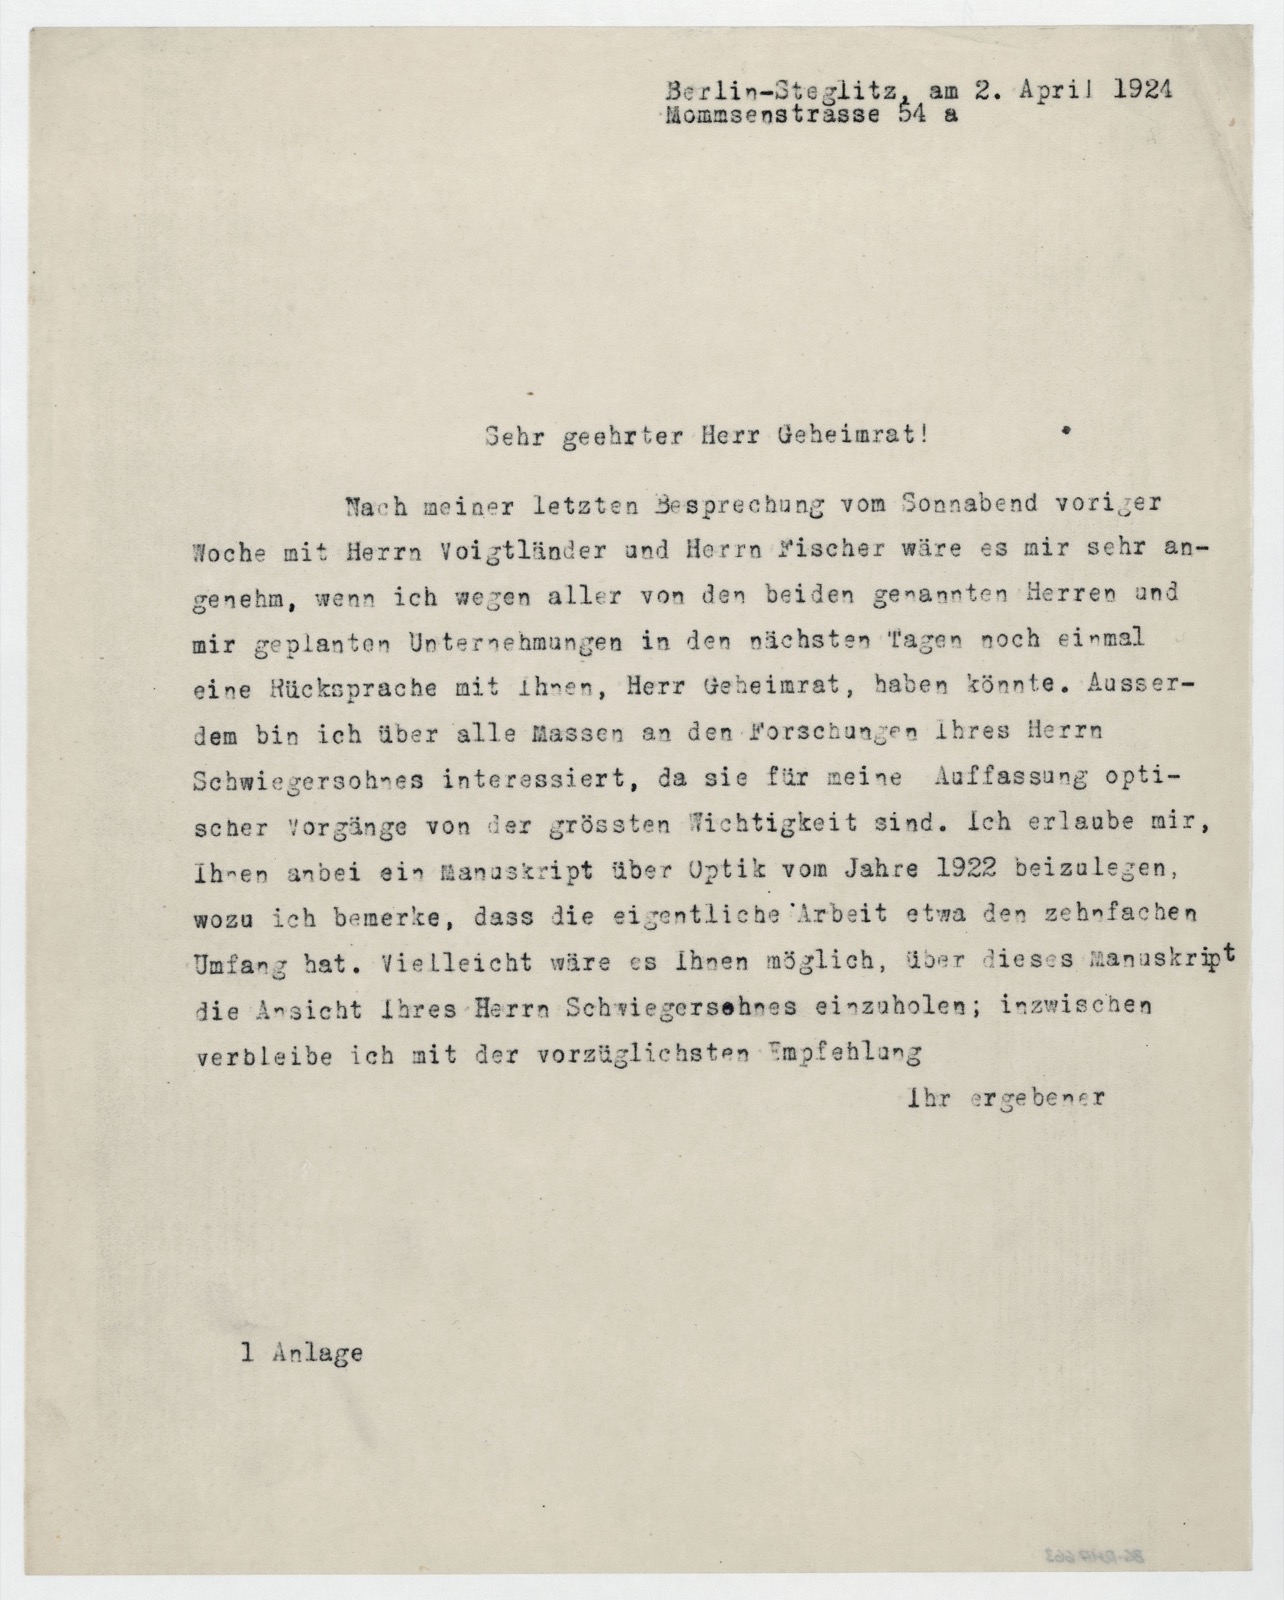 Berlin-Steglitz, am 2. April 1924
Mommsenstrasse 54 a
Sehr geehrter Herr Geheimrat!
Nach meiner letzten Besprechung vom Sonnabend voriger
Woche mit Herrn Voigtländer und Herrn Fischer wäre es mir sehr an-
genehm, wenn ich wegen aller von den beiden genannten Herren und
mir geplanten Unternehmungen in den nächsten Tagen noch einmal
eine Rücksprache mit Ihnen, Herr Geheimrat, haben könnte. Ausser-
dem bin ich über alle Massen an den Forschungen Ihres Herrn
Schwiegersohnes interessiert, da sie für meine Auffassung opti-
scher Vorgänge von der grössten Wichtigkeit sind. Ich erlaube mir,
Ihnen anbei ein Manuskript über Optik vom Jahre 1922 beizulegen,
wozu ich bemerke, dass die eigentliche Arbeit etwa den zehnfachen
Umfang hat. Vielleicht wäre es Ihnen möglich, über dieses Manuskript
die Ansicht Ihres Herrn Schwiegersohnes einzuholen; inzwischen
verbleibe ich mit der vorzüglichsten Empfehlung
Ihr ergebener
1 Anlage